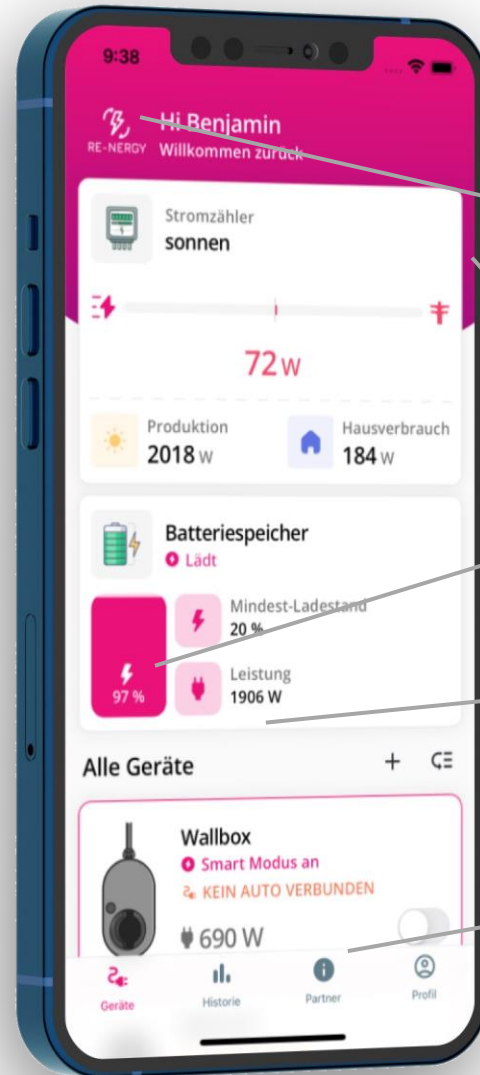 9:38
RE-NERGY
Hi Benjamin
Willkommen zurück
Stromzähler
sonnen
72 W
Produktion
2018 W
Hausverbrauch
184 W
Batteriespeicher
Lädt
97 %
Mindest-Ladestand
20 %
Leistung
1906 W
Alle Geräte
Wallbox
Smart Modus an
KEIN AUTO VERBUNDEN
690 W
Geräte
Historie
Partner
Profil